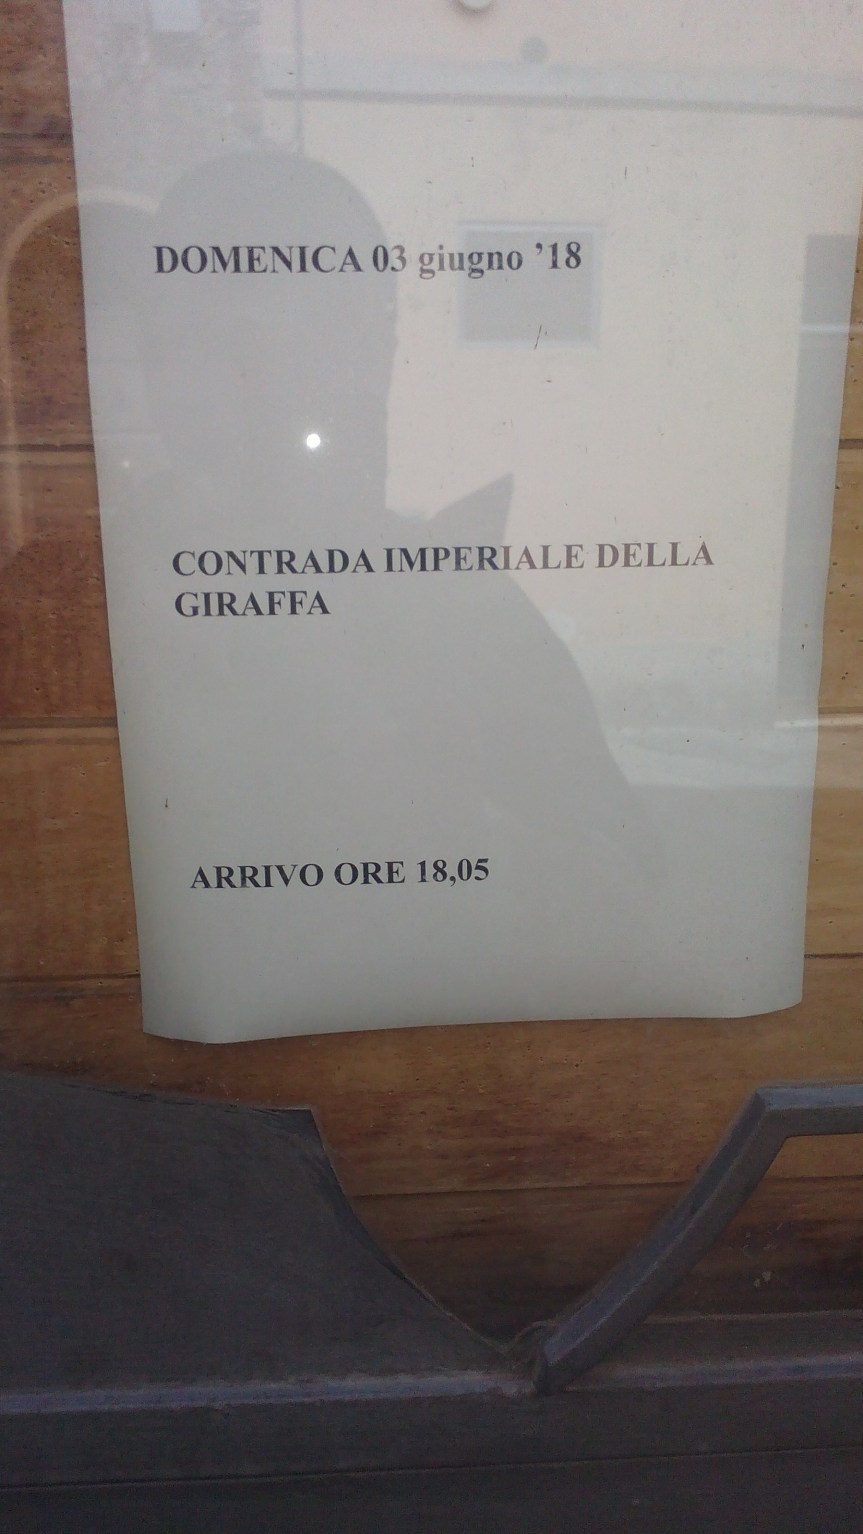 DOMENICA 03 giugno ’18
CONTRADA IMPERIALE DELLA
GIRAFFA
ARRIVO ORE 18,05